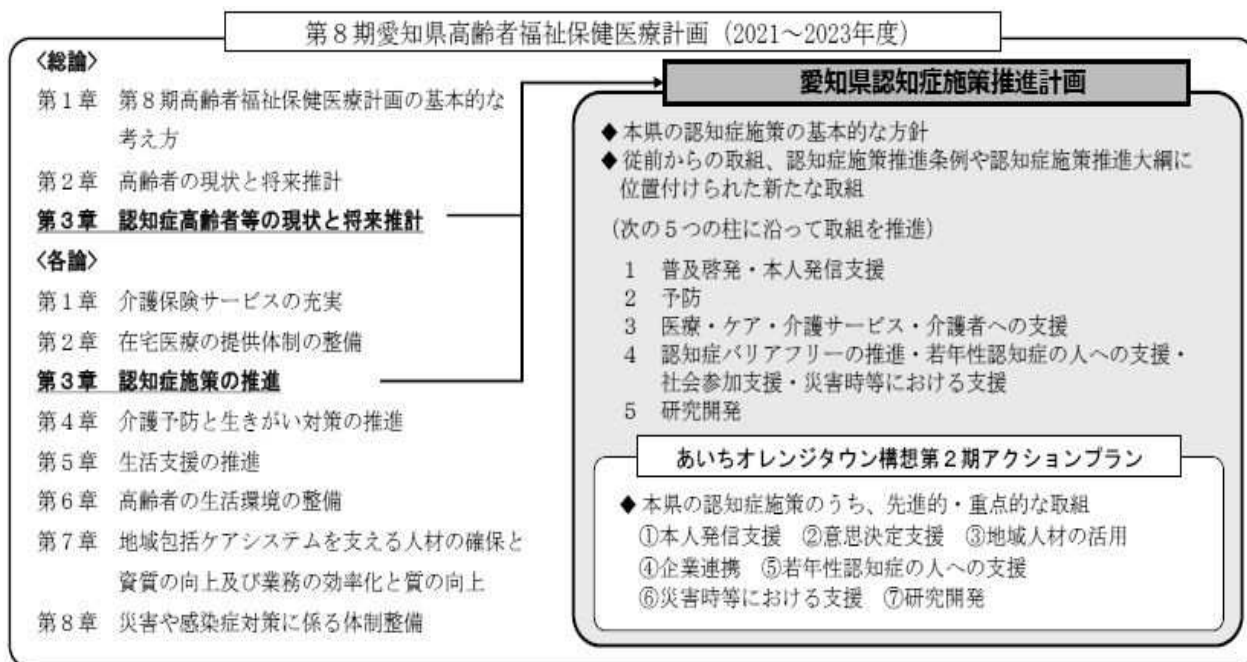 第８期愛知県高齢者福祉保健医療計画（2021～2023年度）
〈総論〉
第１章　第８期高齢者福祉保健医療計画の基本的な
考え方
第２章　高齢者の現状と将来推計
第３章　認知症高齢者等の現状と将来推計
〈各論〉
第１章　介護保険サービスの充実
第２章　在宅医療の提供体制の整備
第３章　認知症施策の推進
第４章　介護予防と生きがい対策の推進
第５章　生活支援の推進
第６章　高齢者の生活環境の整備
第７章　地域包括ケアシステムを支える人材の確保と
資質の向上及び業務の効率化と質の向上
第８章　災害や感染症対策に係る体制整備
愛知県認知症施策推進計画
◆本県の認知症施策の基本的な方針
◆従前からの取組、認知症施策推進条例や認知症施策推進大綱に
位置付けられた新たな取組
（次の５つの柱に沿って取組を推進）
１　普及啓発・本人発信支援
２　予防
３　医療・ケア・介護サービス・介護者への支援
４　認知症バリアフリーの推進・若年性認知症の人への支援・
社会参加支援・災害時等における支援
５　研究開発
あいちオレンジタウン構想第２期アクションプラン
◆本県の認知症施策のうち、先進的・重点的な取組
①本人発信支援　②意思決定支援　③地域人材の活用
④企業連携　⑤若年性認知症の人への支援
⑥災害時等における支援　⑦研究開発